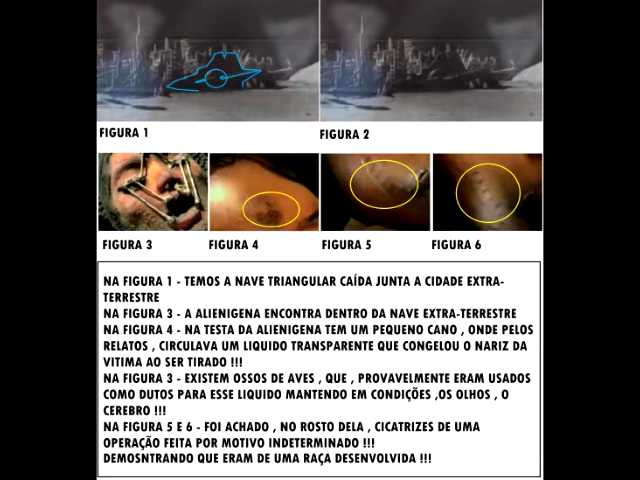 FIGURA 1
FIGURA 2
FIGURA 3
FIGURA 4
FIGURA 5
FIGURA 6
NA FIGURA 1 - TEMOS A NAVE TRIANGULAR CAÍDA JUNTA A CIDADE EXTRA-
TERRESTRE
NA FIGURA 3 - A ALIENIGENA ENCONTRA DENTRO DA NAVE EXTRA-TERRESTRE
NA FIGURA 4 - NA TESTA DA ALIENIGENA TEM UM PEQUENO CANO , ONDE PELOS
RELATOS , CIRCULAVA UM LIQUIDO TRANSPARENTE QUE CONGELOU O NARIZ DA
VITIMA AO SER TIRADO !!!
NA FIGURA 3 - EXISTEM OSSOS DE AVES , QUE , PROVAVELMENTE ERAM USADOS
COMO DUTOS PARA ESSE LIQUIDO MANTENDO EM CONDIÇÕES ,OS OLHOS , O
CEREBRO !!!
NA FIGURA 5 E 6 - FOI ACHADO , NO ROSTO DELA , CICATRIZES DE UMA
OPERAÇÃO FEITA POR MOTIVO INDETERMINADO !!!
DEMOSNTRANDO QUE ERAM DE UMA RAÇA DESENVOLVIDA !!!